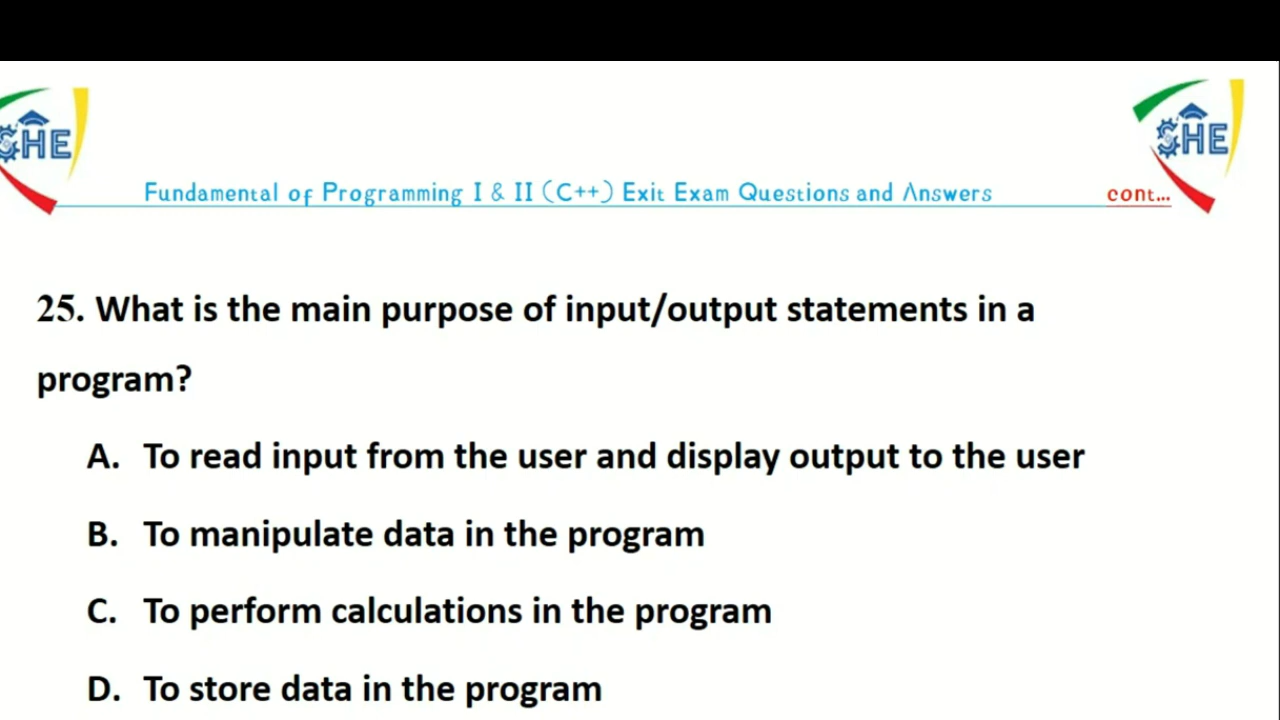 SHE
SHE
Fundamental of Programming I & II (C++) Exit Exam Questions and Answers cont...
25. What is the main purpose of input/output statements in a
program?
A. To read input from the user and display output to the user
B. To manipulate data in the program
C. To perform calculations in the program
D. To store data in the program